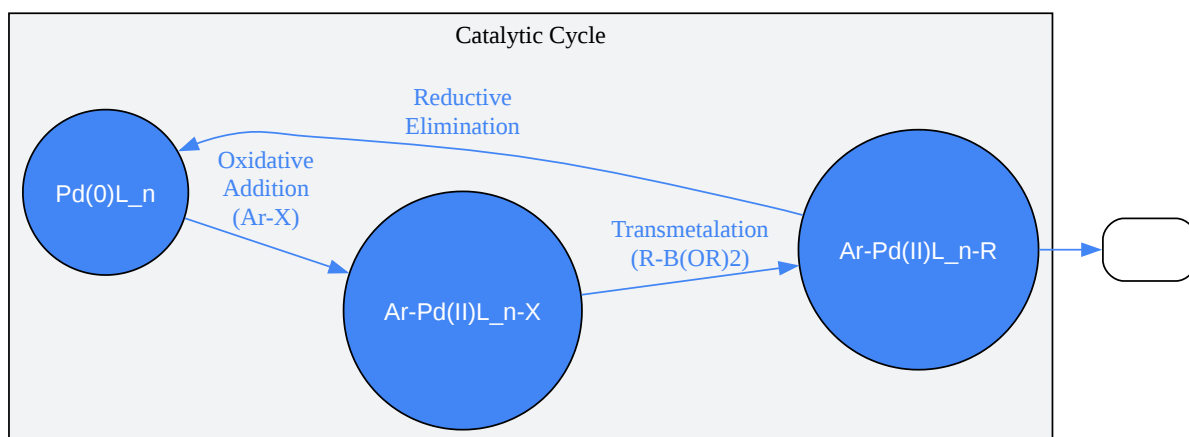 Catalytic Cycle
Reductive
Elimination
Oxidative
Addition
(Ar-X)
Pd(0)L_n
Transmetalation
(R-B(OR)2)
Ar-Pd(II)L_n-R
Ar-Pd(II)L_n-X